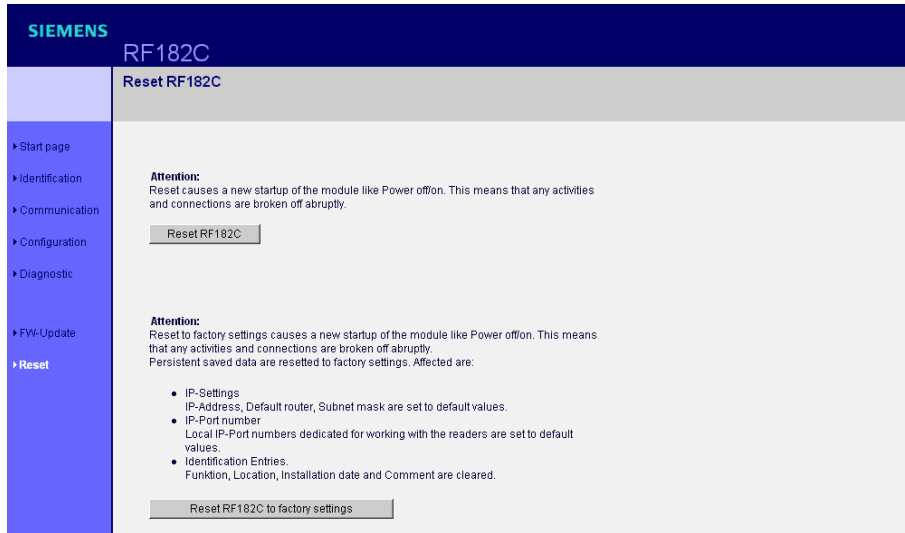 SIEMENS
RF182C
Reset RF182C
Start page
Identification
Communication
Configuration
Diagnostic
FW-Update
Reset
Attention:
Reset causes a new startup of the module like Power off/on. This means that any activities
and connections are broken off abruptly.
Reset RF182C
Attention:
Reset to factory settings causes a new startup of the module like Power off/on. This means
that any activities and connections are broken off abruptly.
Persistent saved data are resetted to factory settings. Affected are:
• IP-Settings
IP-Address, Default router, Subnet mask are set to default values.
• IP-Port number
Local IP-Port numbers dedicated for working with the readers are set to default
values.
• Identification Entries.
Funktion, Location, Installation date and Comment are cleared.
Reset RF182C to factory settings